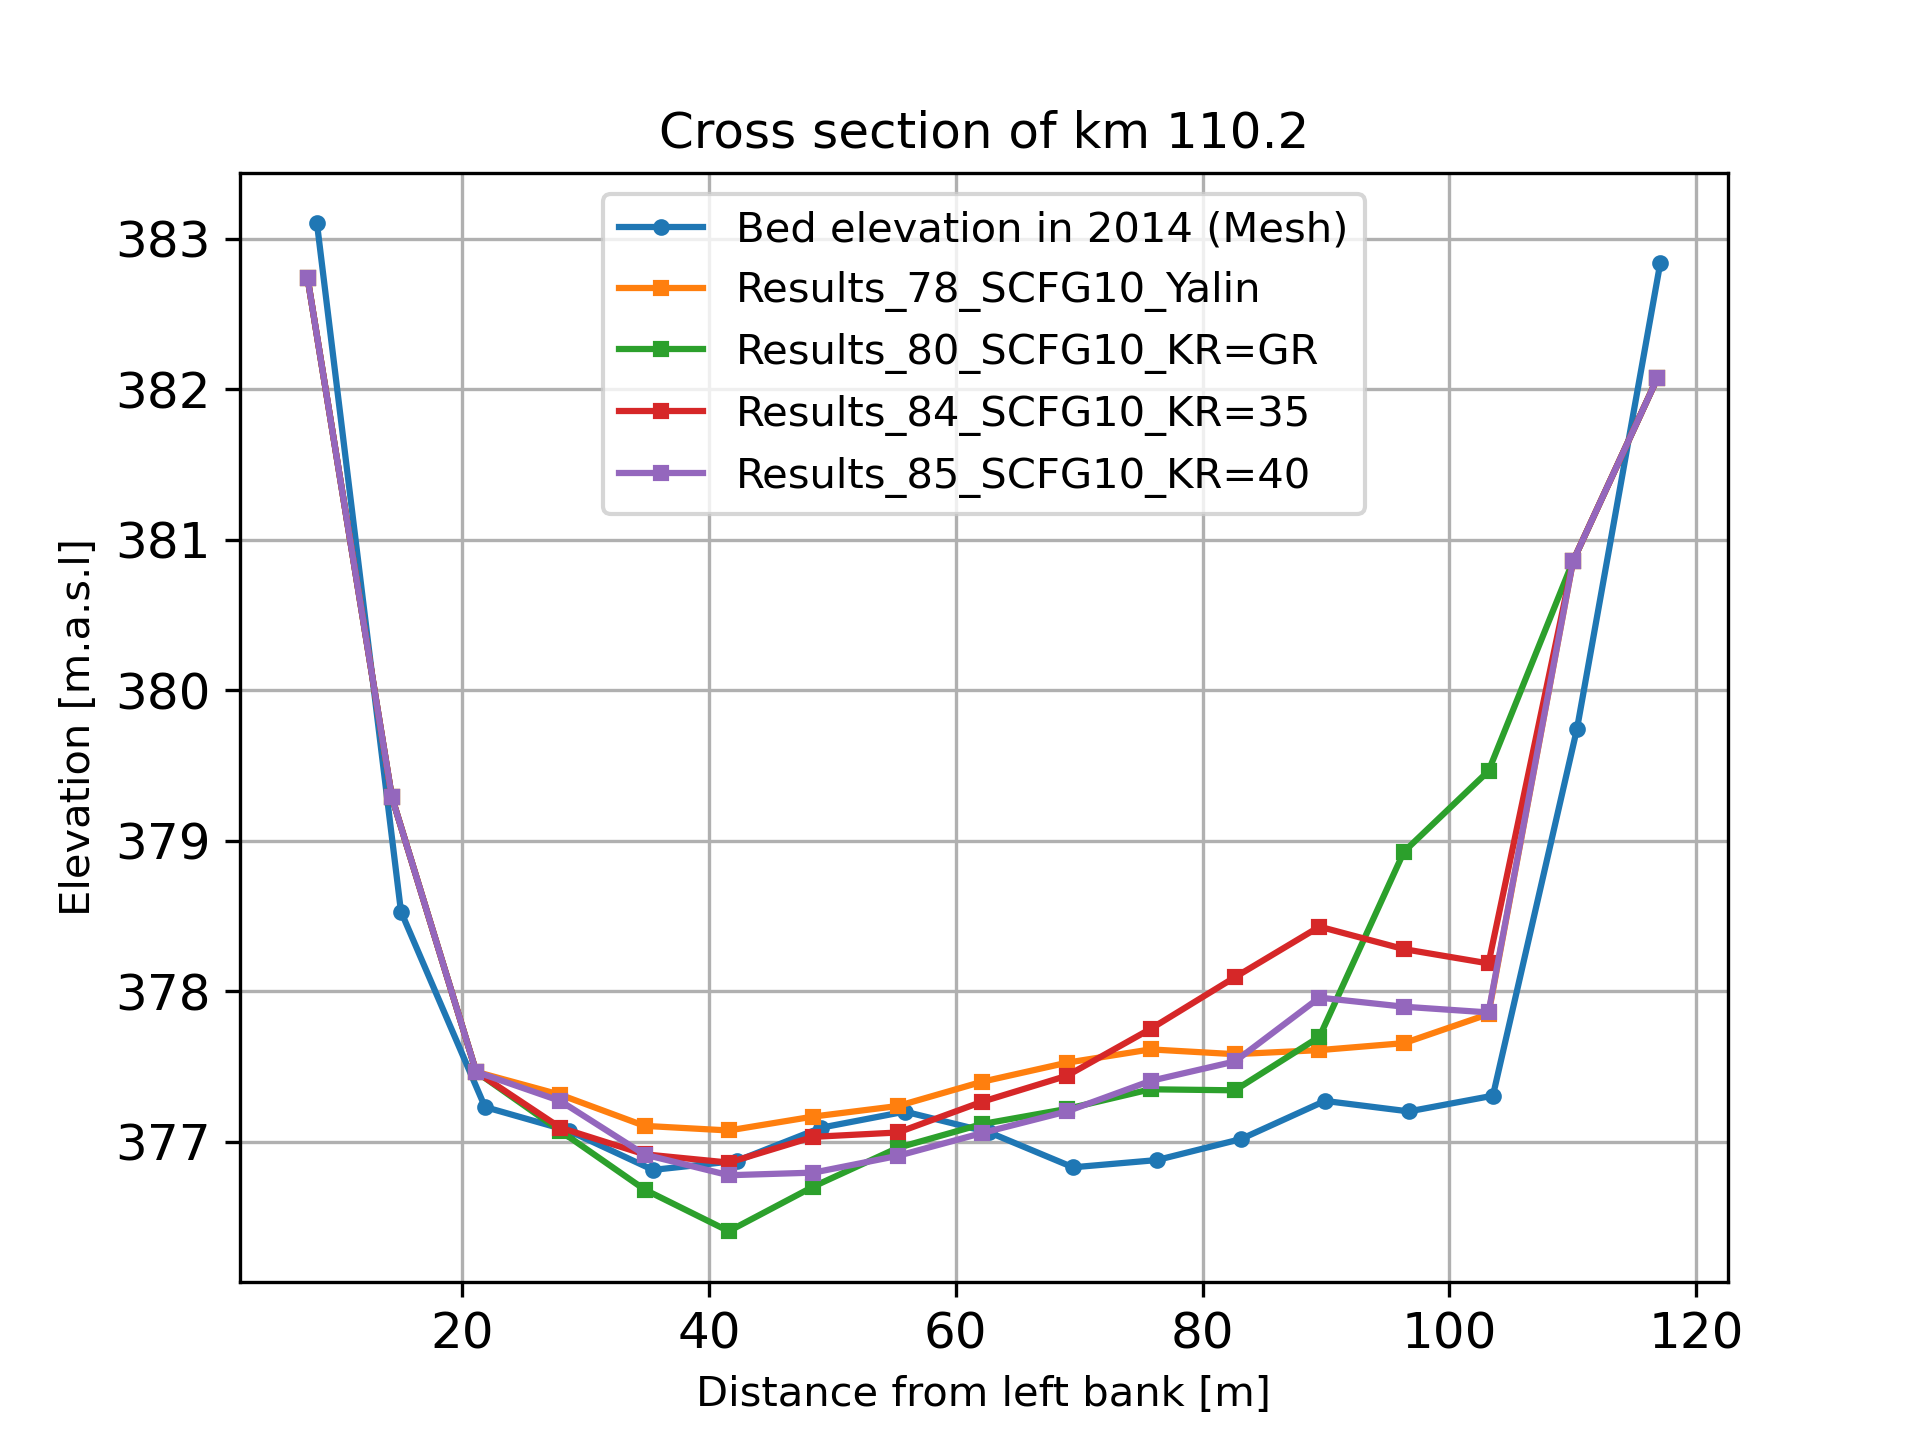 Cross section of km 110.2
Bed elevation in 2014 (Mesh)
Results_78_SCFG10_Yalin
Results_80_SCFG10_KR=GR
Results_84_SCFG10_KR=35
Results_85_SCFG10_KR=40
383
382
381
380
379
378
377
Elevation [m.a.s.l]
20 40 60 80 100 120
Distance from left bank [m]